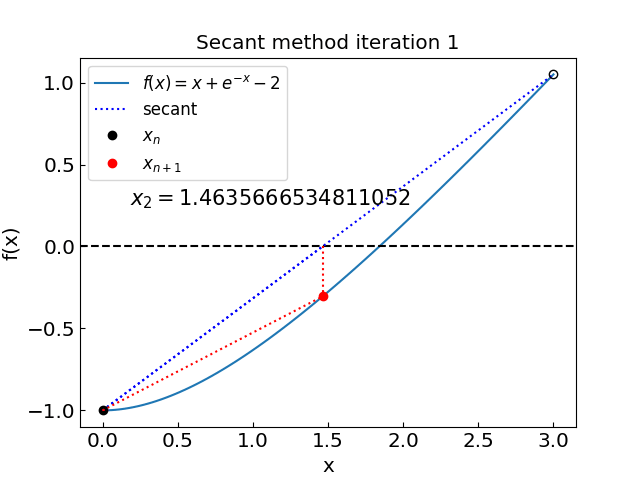 Secant method iteration 1
f(x) = x + e^{-x} - 2
secant
x_n
x_{n+1}
x_2 = 1.4635666534811052
f(x)
1.0
0.5
0.0
−0.5
−1.0
0.0 0.5 1.0 1.5 2.0 2.5 3.0
x